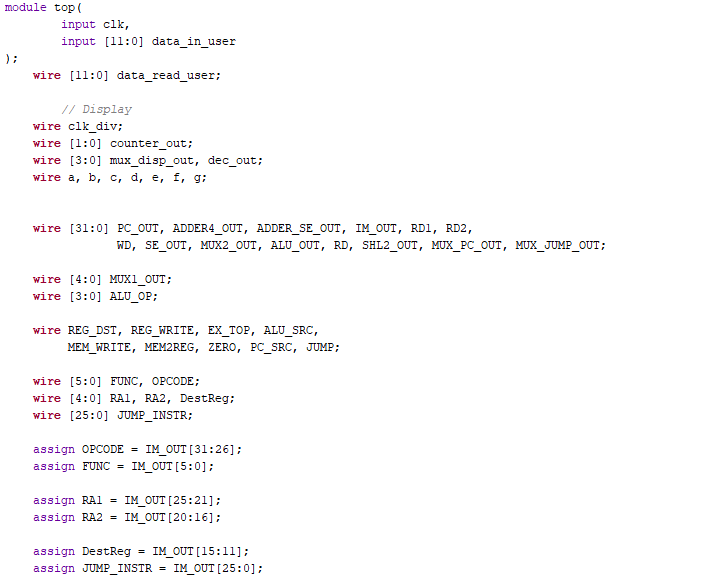 module top(
input clk,
input [11:0] data_in_user
);
wire [11:0] data_read_user;
// Display
wire clk_div;
wire [1:0] counter_out;
wire [3:0] mux_disp_out, dec_out;
wire a, b, c, d, e, f, g;
wire [31:0] PC_OUT, ADDER4_OUT, ADDER_SE_OUT, IM_OUT, RD1, RD2,
WD, SE_OUT, MUX2_OUT, ALU_OUT, RD, SHL2_OUT, MUX_PC_OUT, MUX_JUMP_OUT;
wire [4:0] MUX1_OUT;
wire [3:0] ALU_OP;
wire REG_DST, REG_WRITE, EX_TOP, ALU_SRC,
MEM_WRITE, MEM2REG, ZERO, PC_SRC, JUMP;
wire [5:0] FUNC, OPCODE;
wire [4:0] RA1, RA2, DestReg;
wire [25:0] JUMP_INSTR;
assign OPCODE = IM_OUT[31:26];
assign FUNC = IM_OUT[5:0];
assign RA1 = IM_OUT[25:21];
assign RA2 = IM_OUT[20:16];
assign DestReg = IM_OUT[15:11];
assign JUMP_INSTR = IM_OUT[25:0];